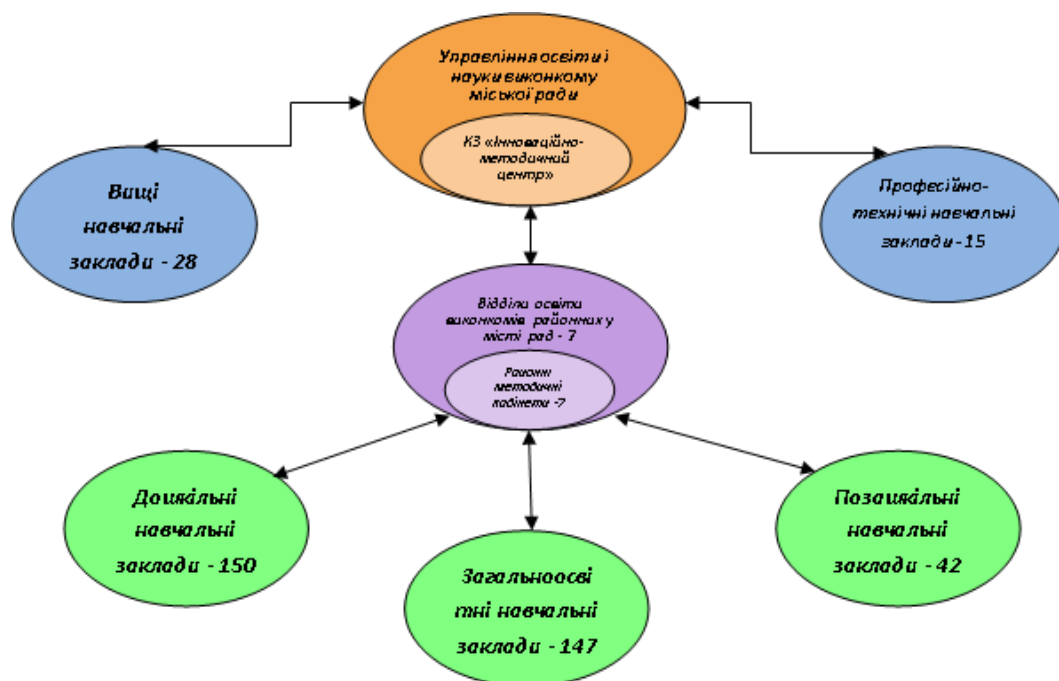 Управління освіти і
науки виконкому
міської ради
КЗ «Інноваційно-
методичний
центр»
Вищі
навчальні
заклади - 28
Професійно-
технічні навчальні
заклади - 15
Відділи освіти
виконкомів районних у
місті рад - 7
Районні
методичні
кабінети -7
Дошкільні
навчальні
заклади - 150
Загальноосві
тні навчальні
заклади - 147
Позашкільні
навчальні
заклади - 42